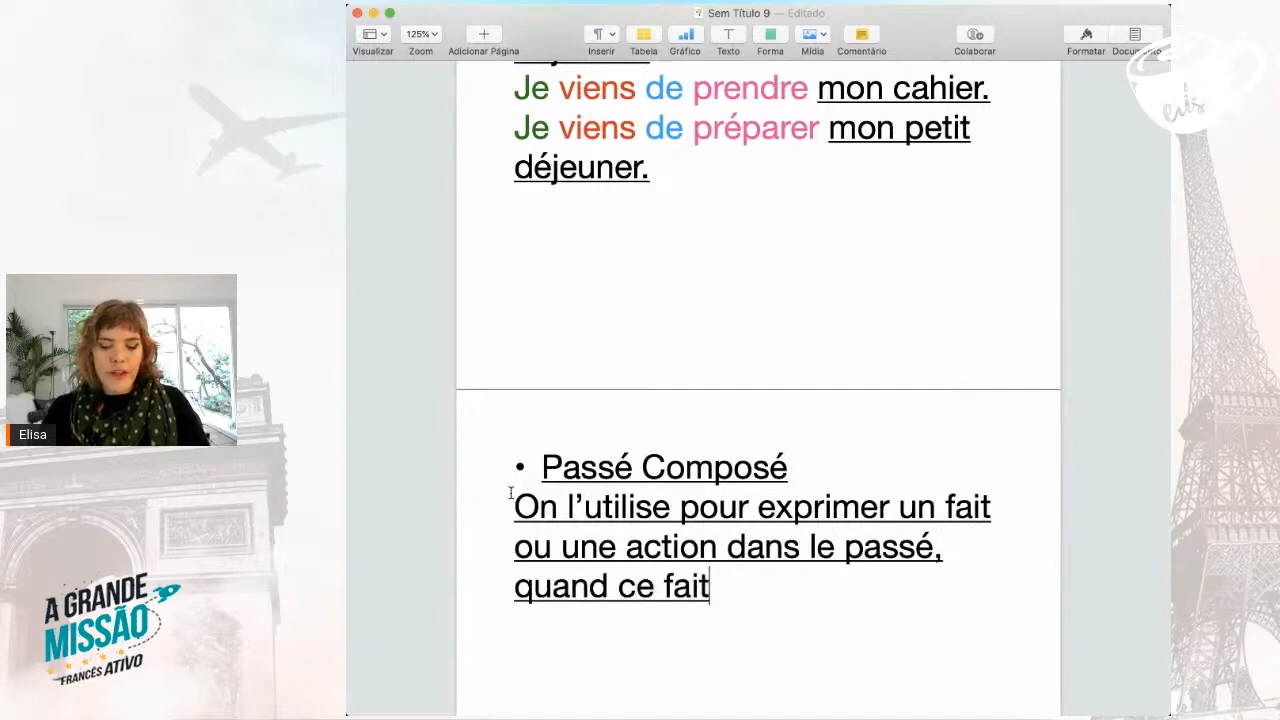 Sem Título 9 — Editado
125%
Visualizar Zoom Adicionar Página Inserir Tabela Gráfico Texto Forma Mídia Comentário Colaborar Formatar
Je viens de prendre mon cahier.
Je viens de préparer mon petit
déjeuner.
• Passé Composé
On l’utilise pour exprimer un fait
ou une action dans le passé,
quand ce fait
Elisa
A GRANDE
MISSÃO
FRANCÊS ATIVO